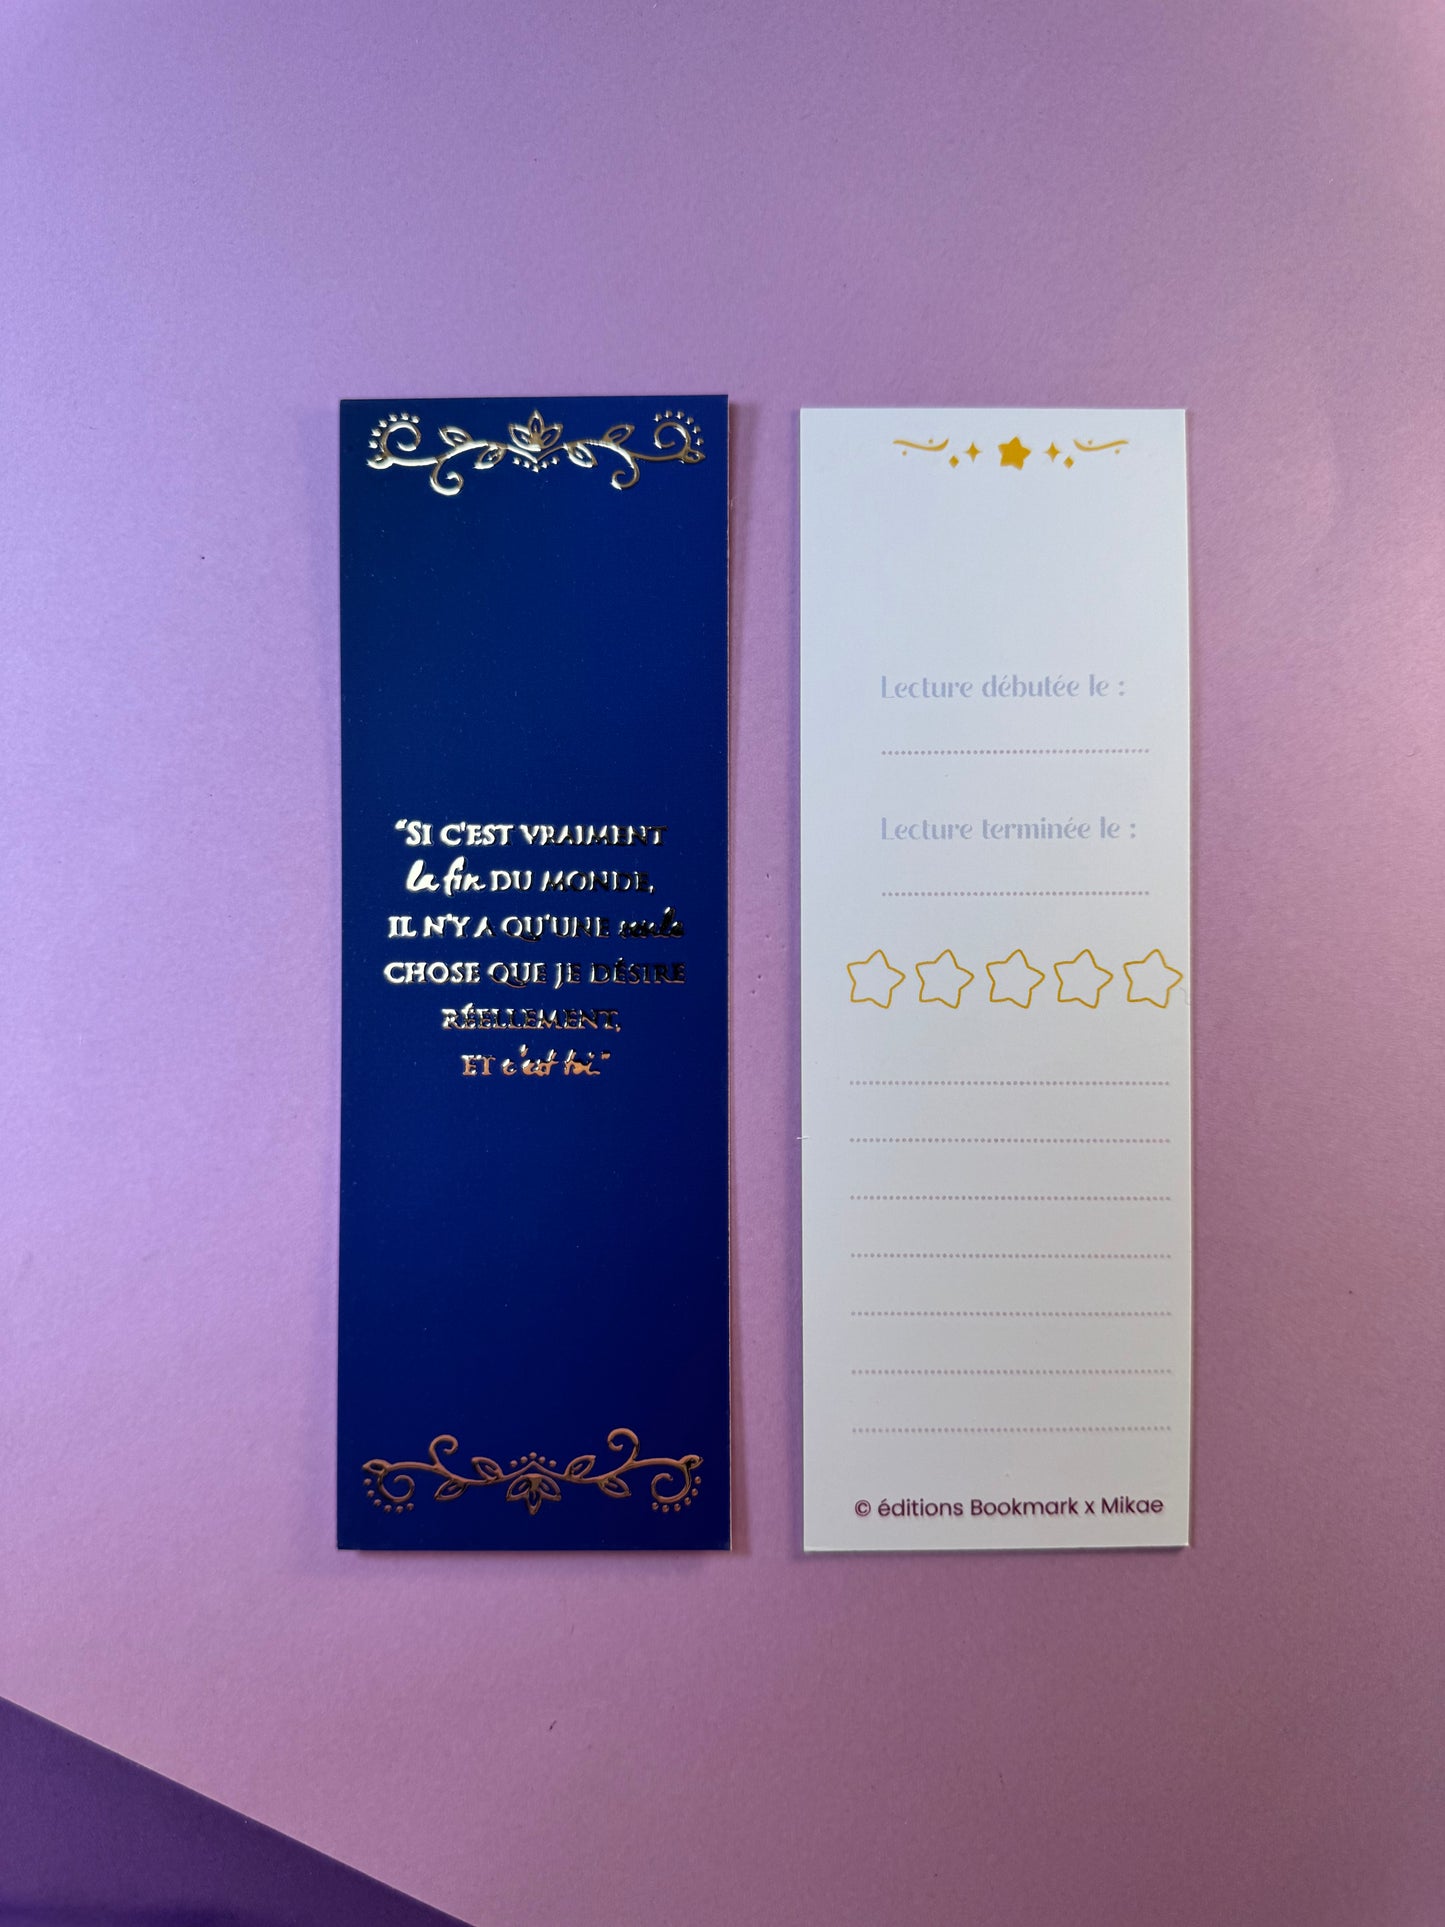 “SI C'EST VRAIMENT
la fin DU MONDE,
IL N'Y A QU'UNE seule
CHOSE QUE JE DÉSIRE
RÉELLEMENT,
ET c'est toi”
Lecture débutée le :
Lecture terminée le :
© éditions Bookmark x Mikae